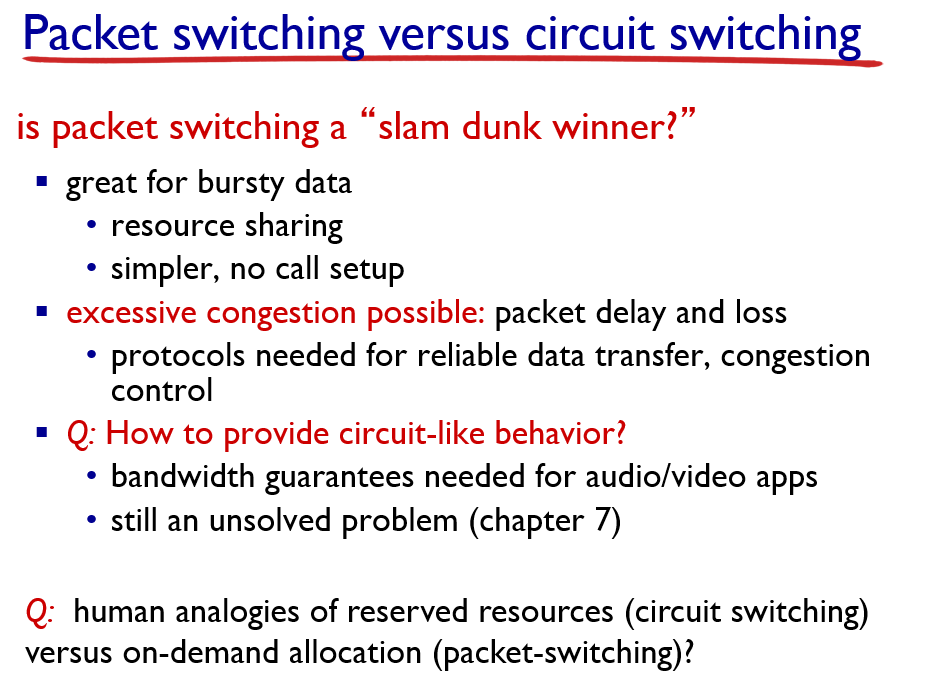 Packet switching versus circuit switching
is packet switching a “slam dunk winner?”
▪ great for bursty data
• resource sharing
• simpler, no call setup
▪ excessive congestion possible: packet delay and loss
• protocols needed for reliable data transfer, congestion
control
▪ Q: How to provide circuit-like behavior?
• bandwidth guarantees needed for audio/video apps
• still an unsolved problem (chapter 7)
Q: human analogies of reserved resources (circuit switching)
versus on-demand allocation (packet-switching)?